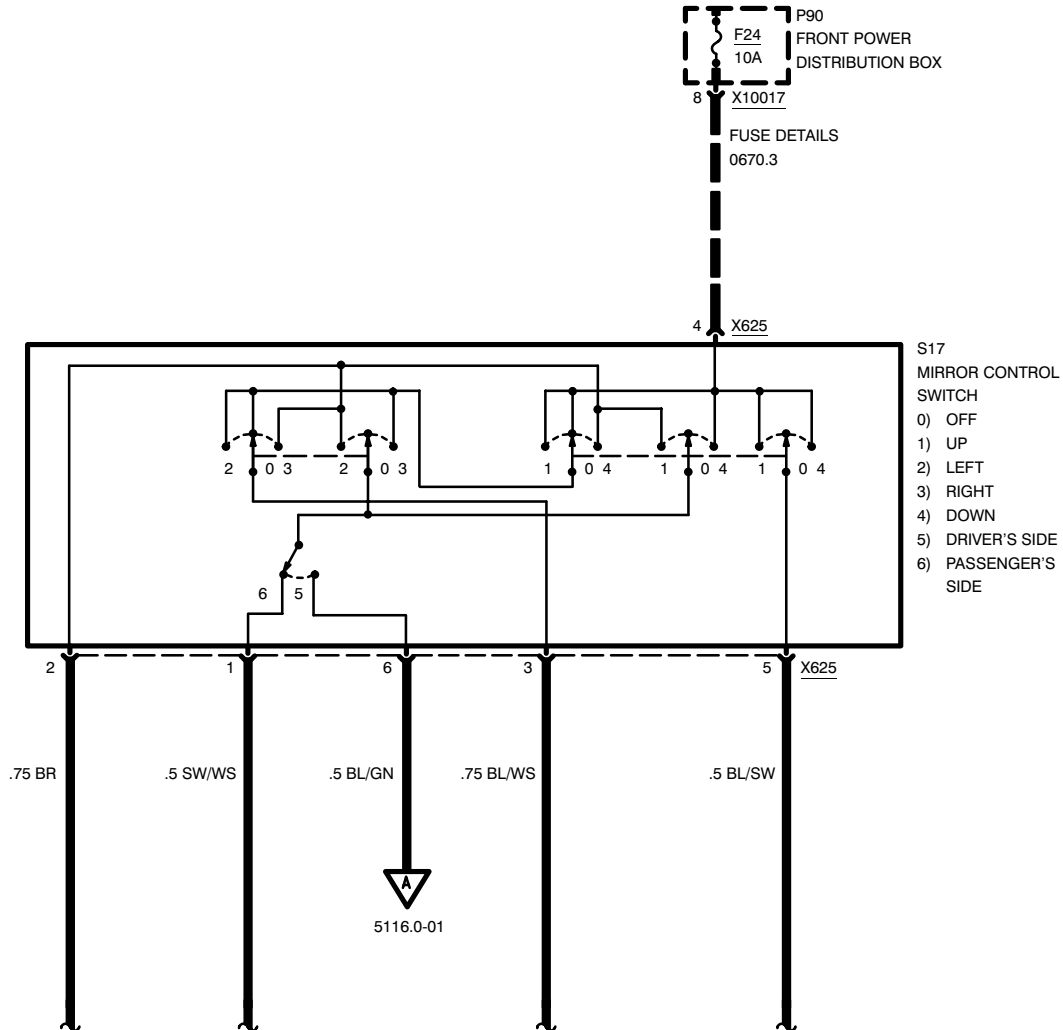 P90
F24
FRONT POWER
10A
DISTRIBUTION BOX
8 X10017
FUSE DETAILS
0670.3
4 X625
S17
MIRROR CONTROL
SWITCH
0) OFF
1) UP
2) LEFT
3) RIGHT
4) DOWN
5) DRIVER'S SIDE
6) PASSENGER'S
SIDE
2 0 3 2 0 3 1 0 4 1 0 4 1 0 4
6 5
2 1 6 3 5 X625
.75 BR .5 SW/WS .5 BL/GN .75 BL/WS .5 BL/SW
A
5116.0-01